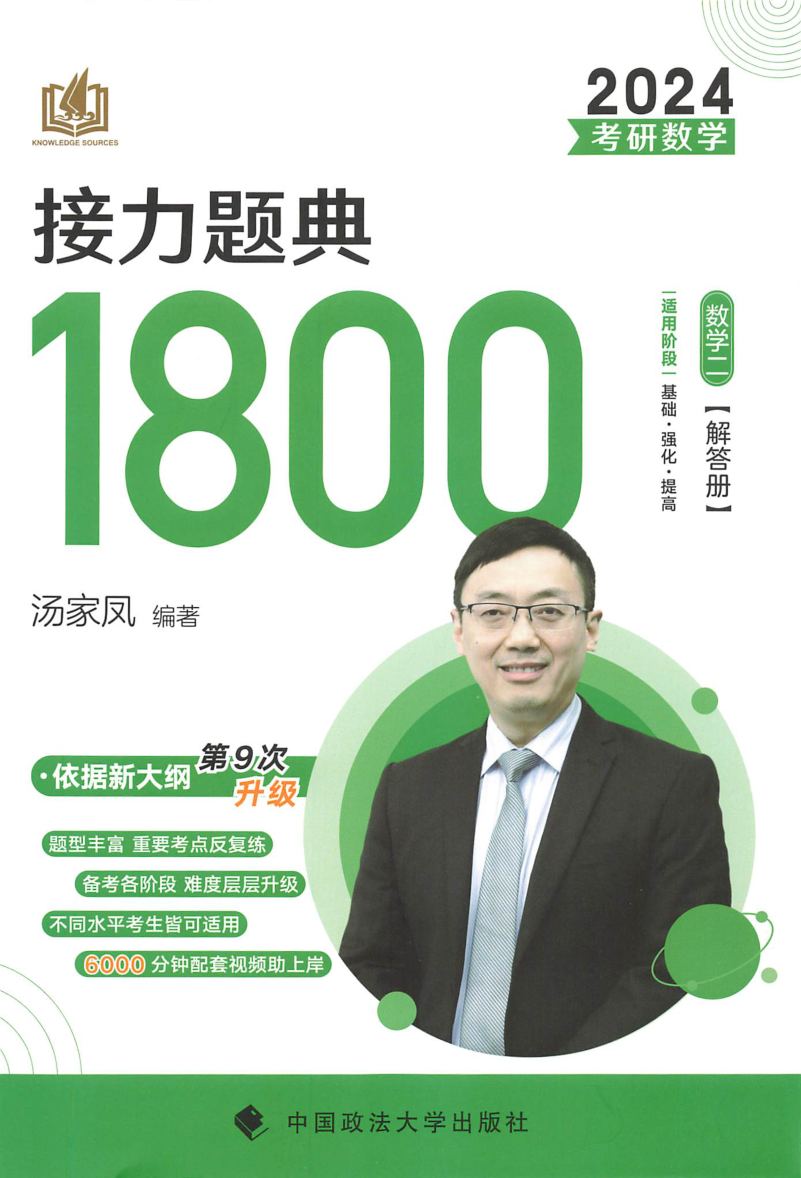 KNOWLEDGE SOURCES
2024
考研数学
接力题典
1800
数学二
【解答册】
适用阶段
基础·强化·提高
汤家凤 编著
·依据新大纲 第9次
升级
题型丰富 重要考点反复练
备考各阶段 难度层层升级
不同水平考生皆可适用
6000 分钟配套视频助上岸
中国政法大学出版社